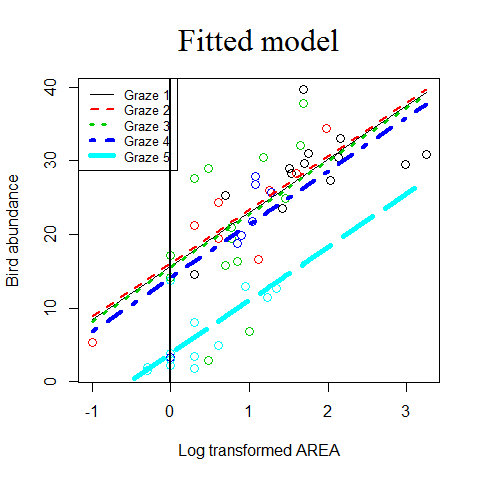 Fitted model
Graze 1
Graze 2
Graze 3
Graze 4
Graze 5
Bird abundance
40
30
20
10
0
-1 0 1 2 3
Log transformed AREA